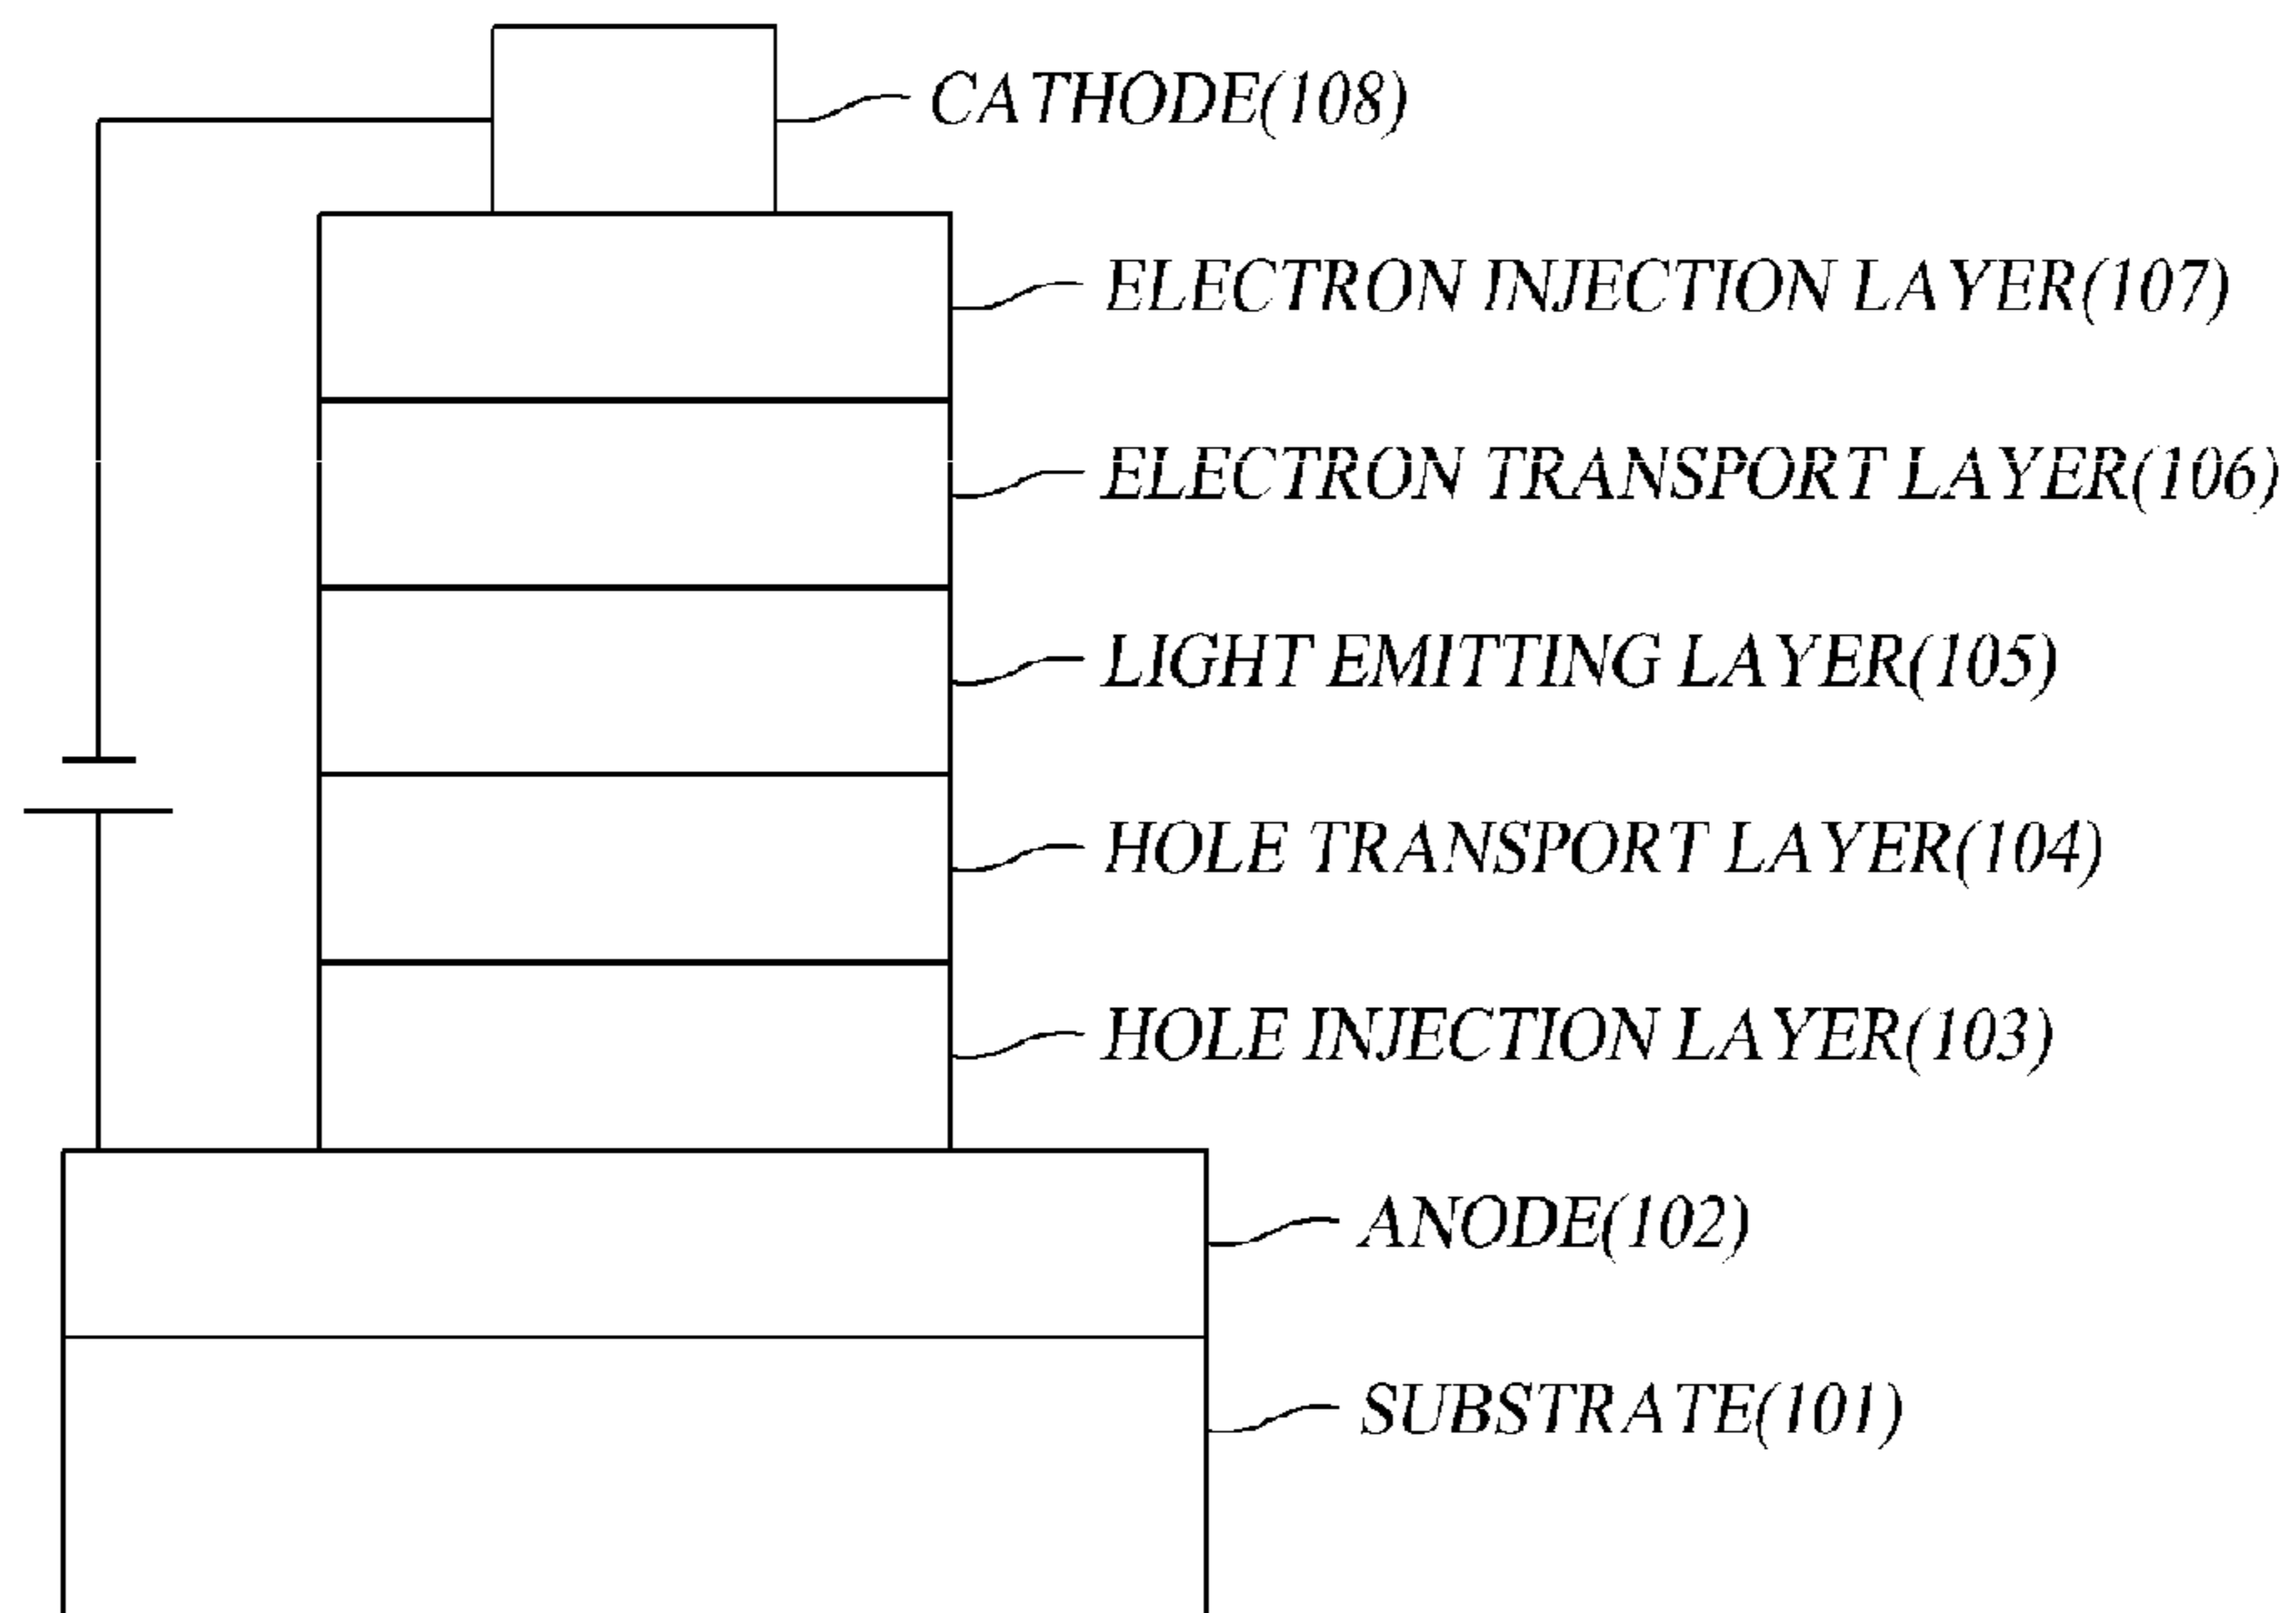 CATHODE(108)
ELECTRON INJECTION LAYER(107)
ELECTRON TRANSPORT LAYER(106)
LIGHT EMITTING LAYER(105)
HOLE TRANSPORT LAYER(104)
HOLE INJECTION LAYER(103)
ANODE(102)
SUBSTRATE(101)